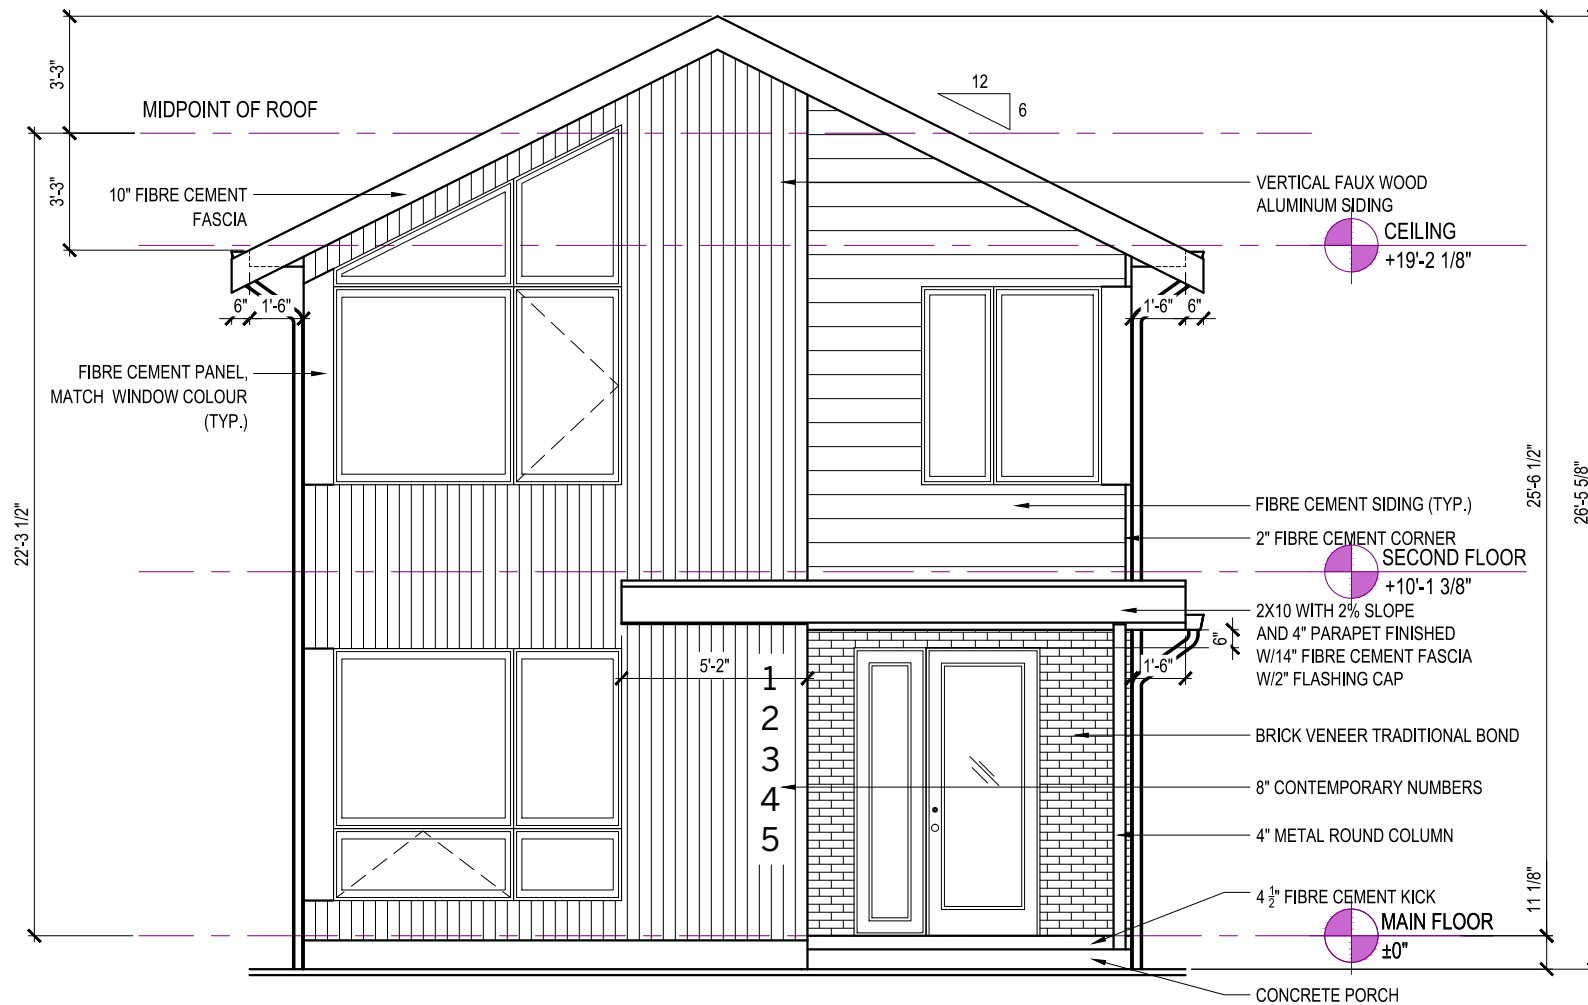 12
6
3'-3"
MIDPOINT OF ROOF
3'-3"
10" FIBRE CEMENT
FASCIA
VERTICAL FAUX WOOD
ALUMINUM SIDING
CEILING
+19'-2 1/8"
6"
1'-6"
1'-6"
6"
FIBRE CEMENT PANEL,
MATCH WINDOW COLOUR
(TYP.)
22'-3 1/2"
25'-6 1/2"
26'-5 5/8"
FIBRE CEMENT SIDING (TYP.)
2" FIBRE CEMENT CORNER
SECOND FLOOR
+10'-1 3/8"
2X10 WITH 2% SLOPE
AND 4" PARAPET FINISHED
W/14" FIBRE CEMENT FASCIA
W/2" FLASHING CAP
6"
5'-2"
1'-6"
1
2
3
4
5
BRICK VENEER TRADITIONAL BOND
8" CONTEMPORARY NUMBERS
4" METAL ROUND COLUMN
4 1/2" FIBRE CEMENT KICK
11 1/8"
MAIN FLOOR
±0"
CONCRETE PORCH